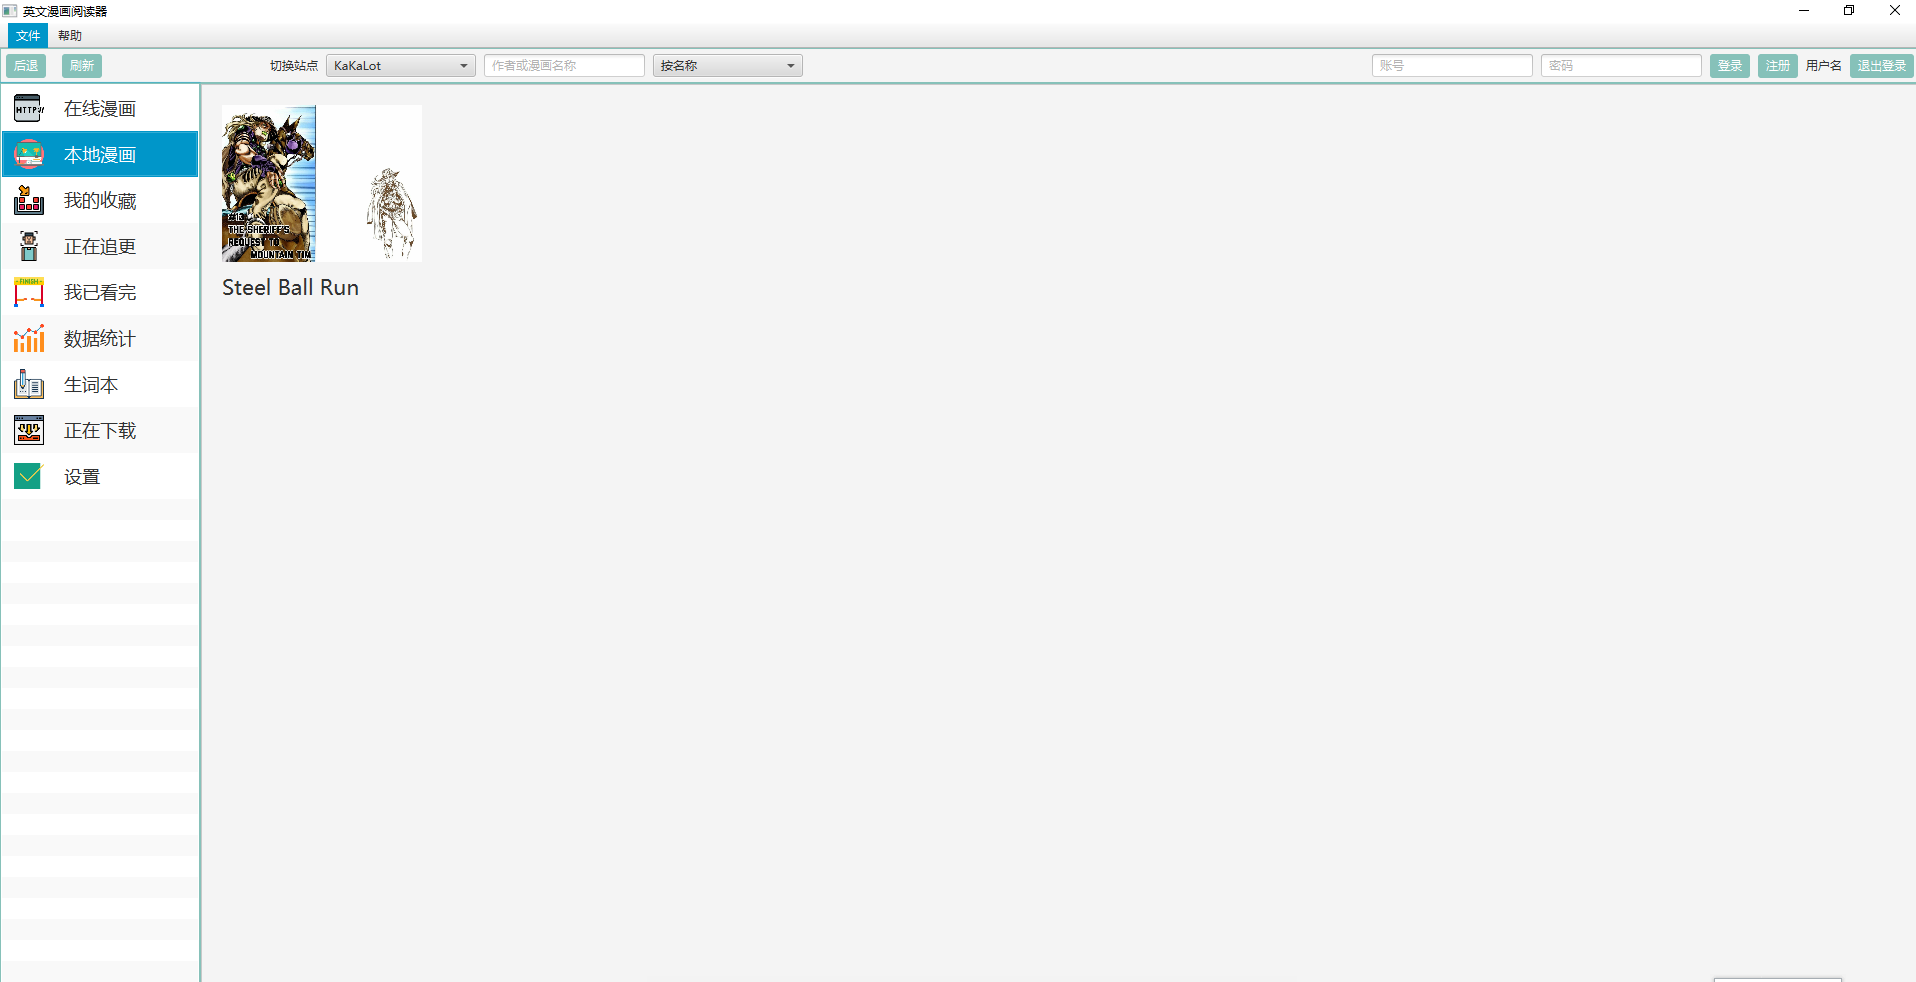 英文漫画阅读器
文件 帮助
后退 刷新 切换站点 KaKaLot 作者或漫画名称 按名称 账号 密码 登录 注册 用户名 退出登录
HTTP://
在线漫画
本地漫画
我的收藏
正在追更
FINISH
我已看完
数据统计
生词本
正在下载
设置
THE SHERIFF'S
REQUEST TO
MOUNTAIN TIM
Steel Ball Run